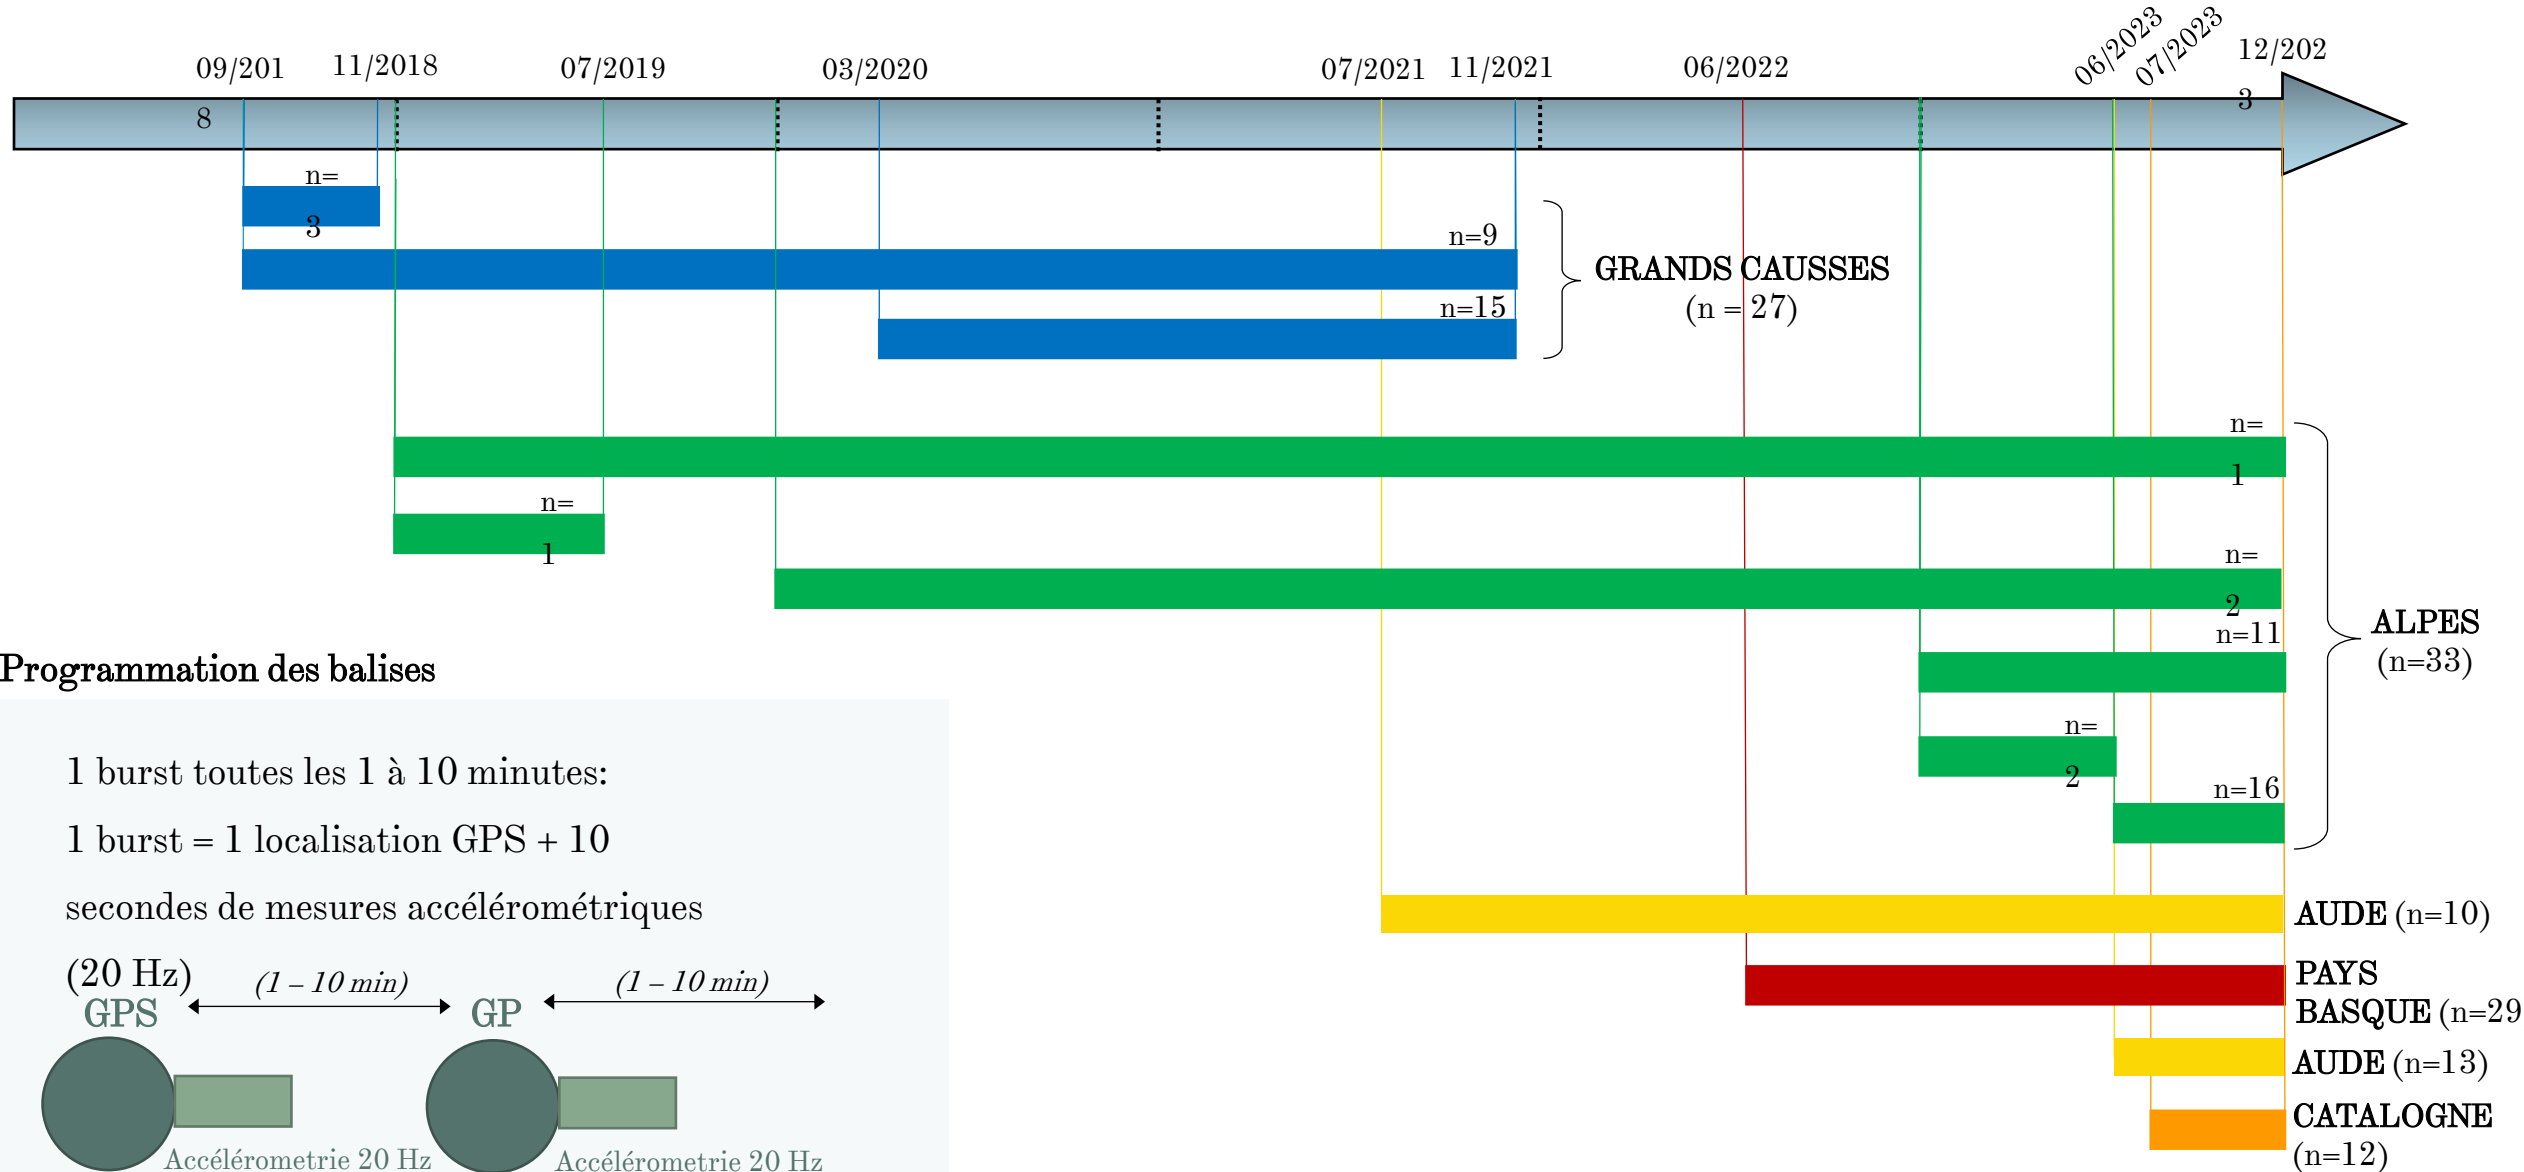 09/201
8
11/2018
07/2019
03/2020
07/2021
11/2021
06/2022
06/2023
07/2023
12/202
3
n=
3
n=9
n=15
GRANDS CAUSSES
(n = 27)
n=
1
n=
1
n=
2
n=11
n=
2
n=16
ALPES
(n=33)
AUDE (n=10)
PAYS
BASQUE (n=29
AUDE (n=13)
CATALOGNE
(n=12)
Programmation des balises
1 burst toutes les 1 à 10 minutes:
1 burst = 1 localisation GPS + 10
secondes de mesures accélérométriques
(20 Hz)
GPS
(1 – 10 min)
GP
(1 – 10 min)
Accélérometrie 20 Hz
Accélérometrie 20 Hz